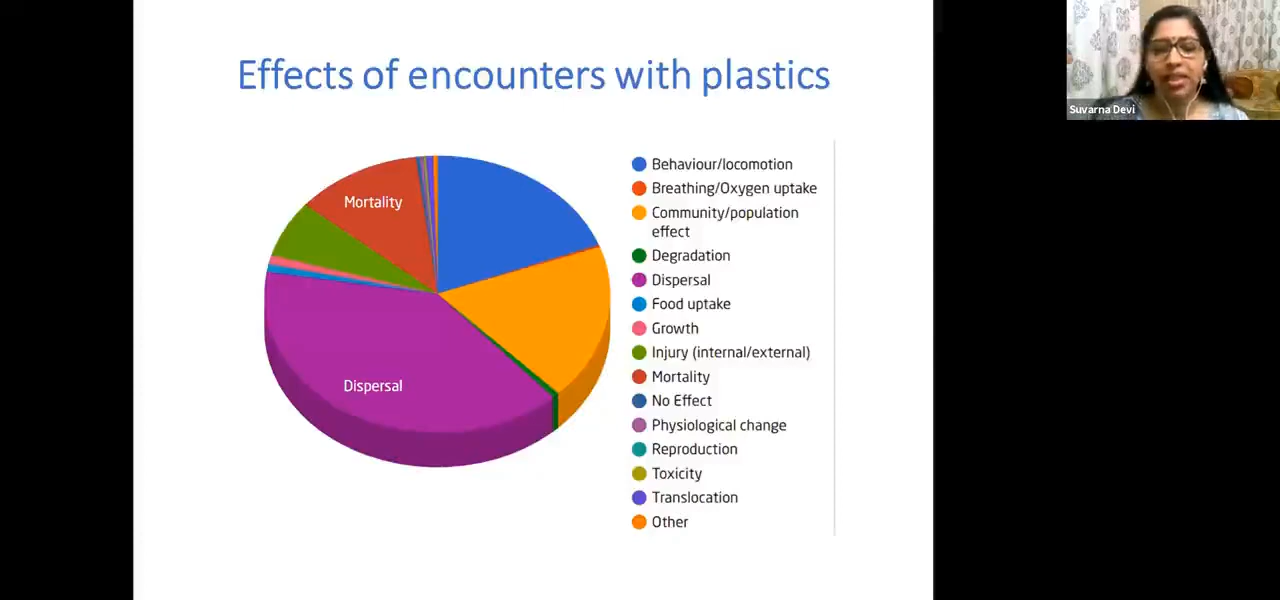 Effects of encounters with plastics
Suvarna Devi
Mortality
Dispersal
Behaviour/locomotion
Breathing/Oxygen uptake
Community/population
effect
Degradation
Dispersal
Food uptake
Growth
Injury (internal/external)
Mortality
No Effect
Physiological change
Reproduction
Toxicity
Translocation
Other